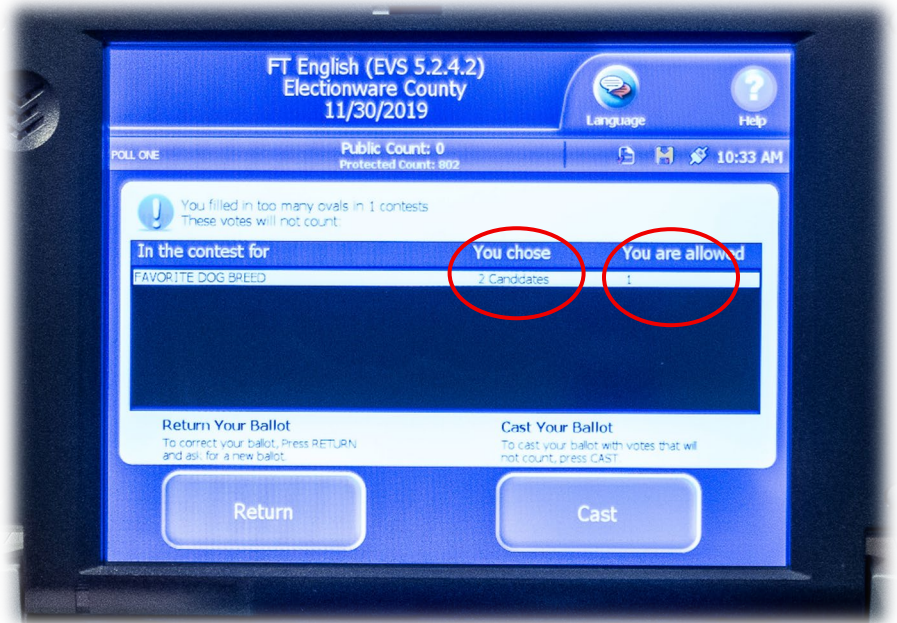 FT English (EVS 5.2.4.2)
Electionware County
11/30/2019
Language
Help
POLL ONE
Public Count: 0
Protected Count: 802
10:33 AM
You filled in too many ovals in 1 contests
These votes will not count:
In the contest for You chose You are allowed
FAVORITE DOG BREED 2 Candidates 1
Return Your Ballot
To correct your ballot, Press RETURN
and ask for a new ballot.
Cast Your Ballot
To cast your ballot with votes that will
not count, press CAST
Return
Cast